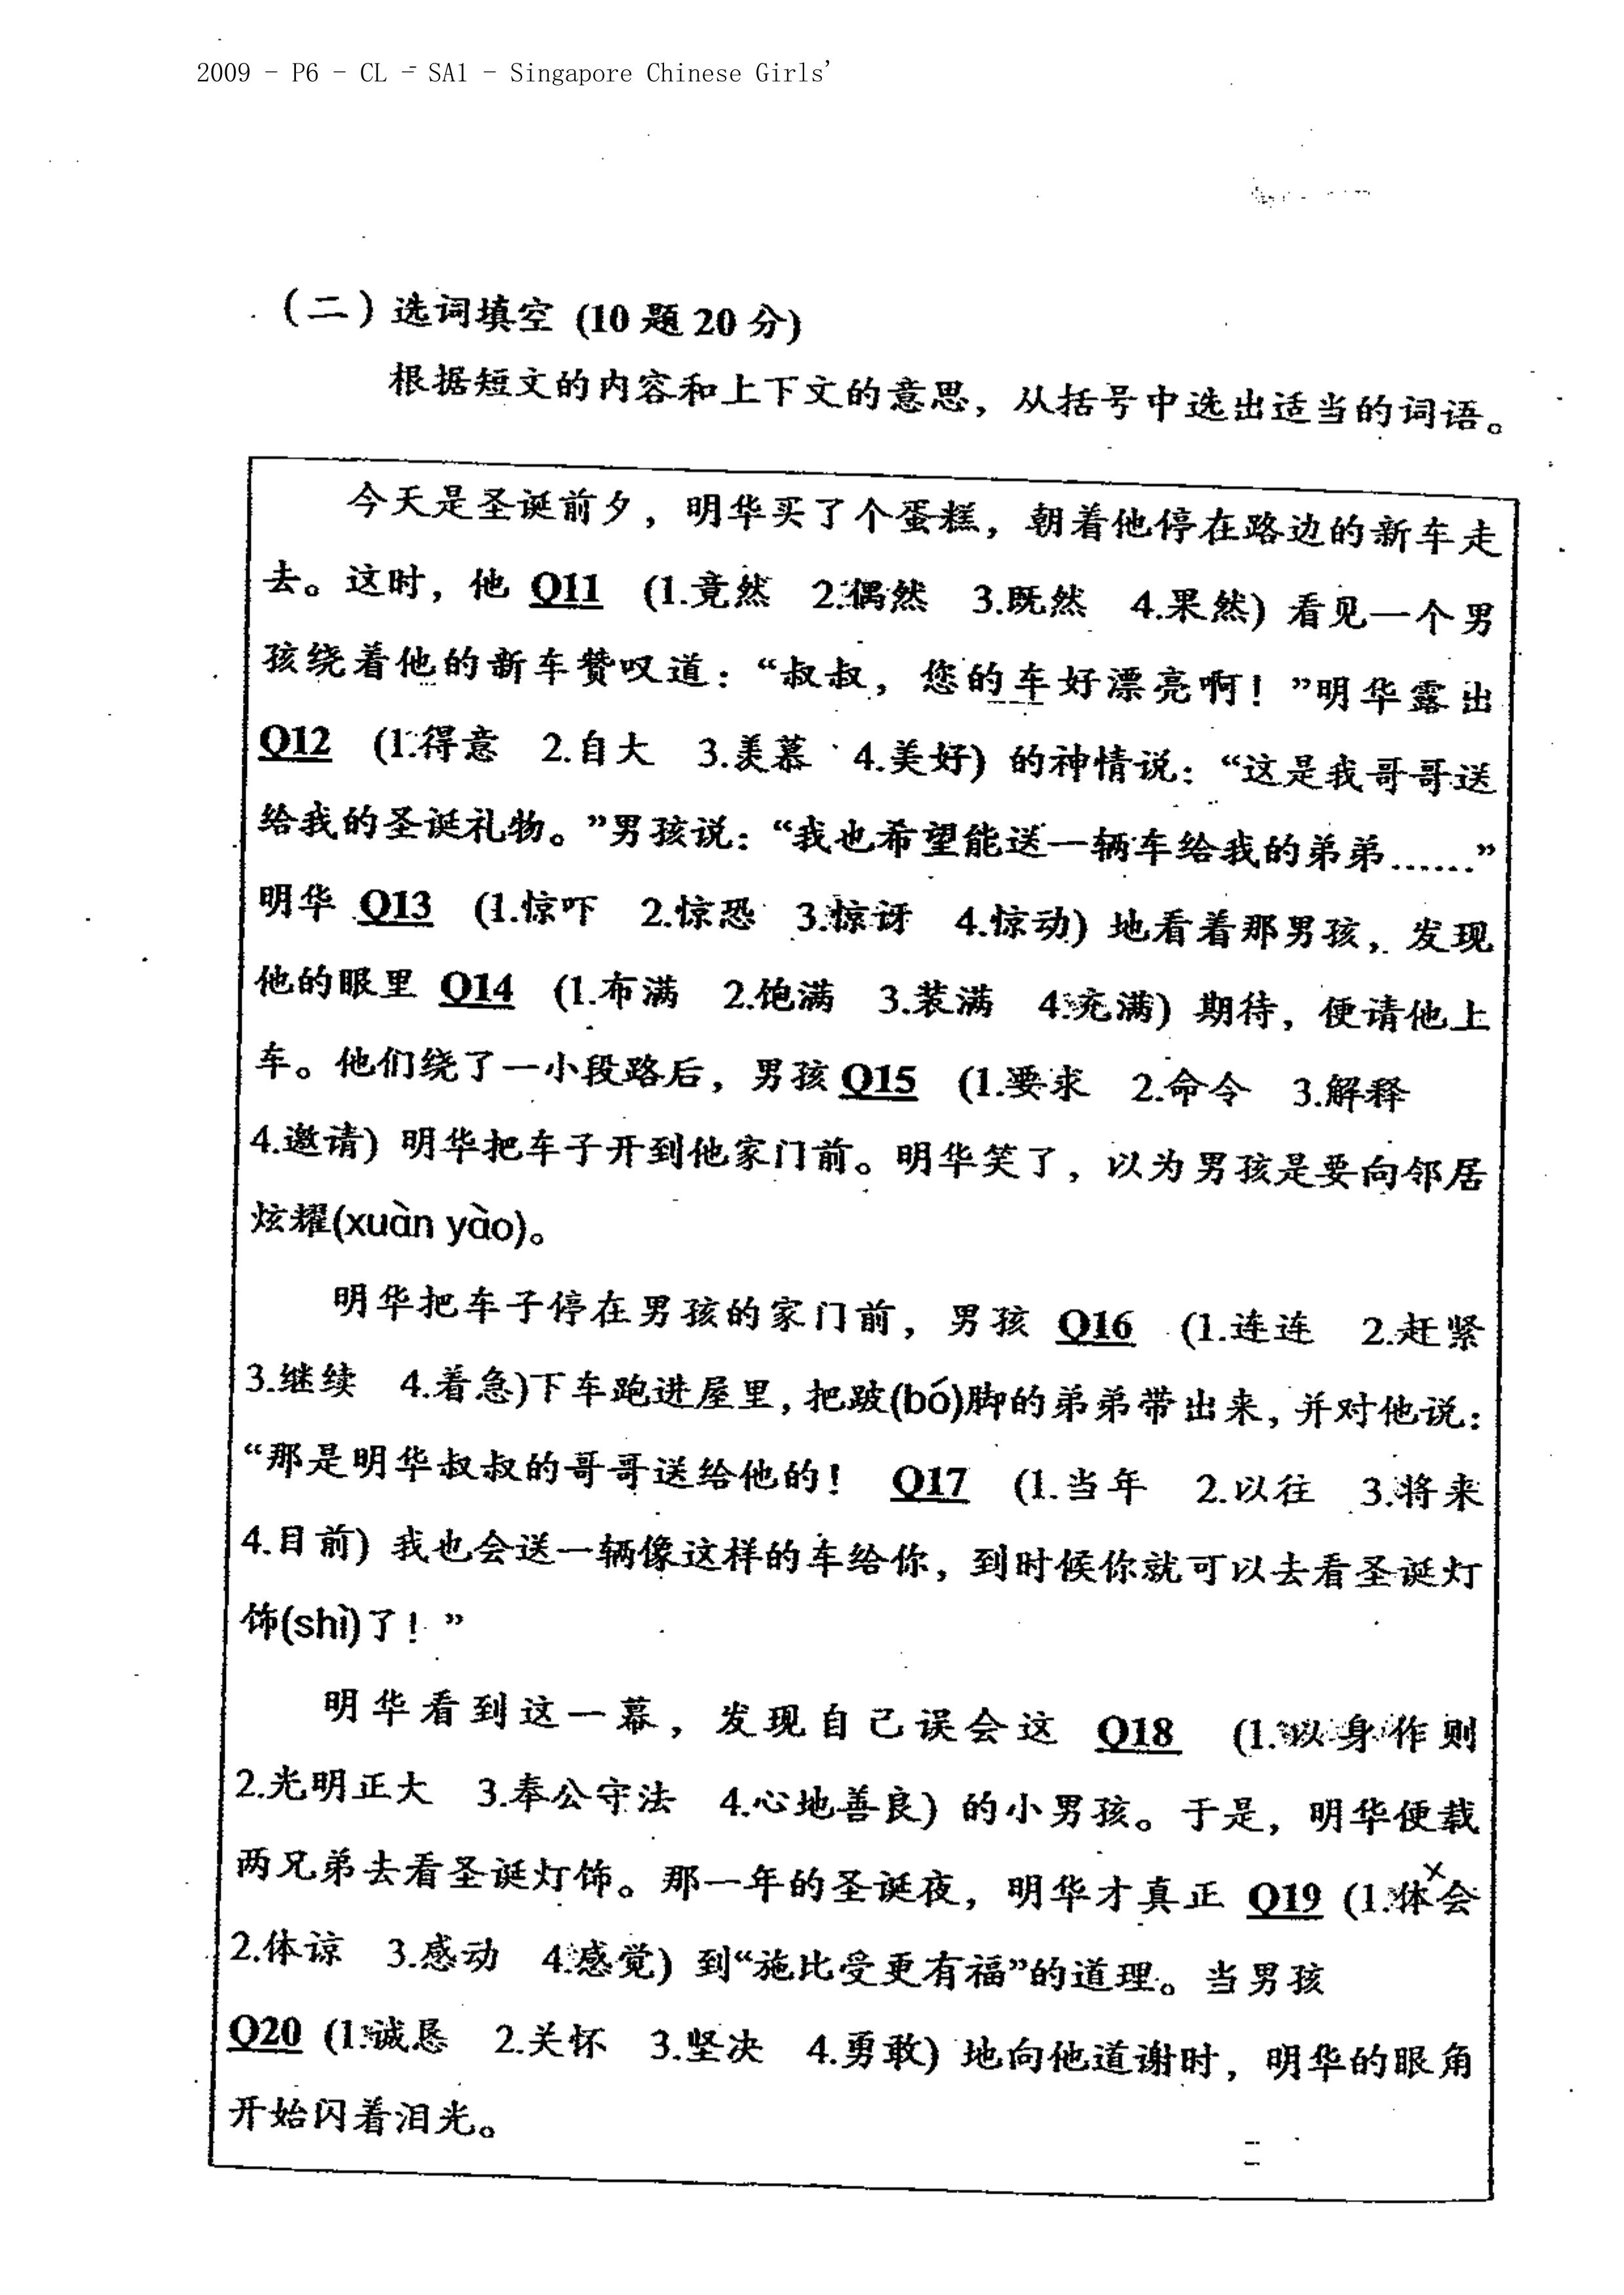 2009 - P6 - CL - SA1 - Singapore Chinese Girls'
（二）选词填空 (10 题 20 分)
根据短文的内容和上下文的意思，从括号中选出适当的词语。
今天是圣诞前夕，明华买了个蛋糕，朝着他停在路边的新车走
去。这时，他 Q11 (1.竟然 2.偶然 3.既然 4.果然) 看见一个男
孩绕着他的新车赞叹道：“叔叔，您的车好漂亮啊！”明华露出
Q12 (1.得意 2.自大 3.羡慕 4.美好) 的神情说：“这是我哥哥送
给我的圣诞礼物。”男孩说：“我也希望能送一辆车给我的弟弟......”
明华 Q13 (1.惊吓 2.惊恐 3.惊讶 4.惊动) 地看着那男孩，发现
他的眼里 Q14 (1.布满 2.饱满 3.装满 4.充满) 期待，便请他上
车。他们绕了一小段路后，男孩 Q15 (1.要求 2.命令 3.解释
4.邀请) 明华把车子开到他家门前。明华笑了，以为男孩是要向邻居
炫耀(xuàn yào)。
明华把车子停在男孩的家门前，男孩 Q16 (1.连连 2.赶紧
3.继续 4.着急)下车跑进屋里，把跛(bó)脚的弟弟带出来，并对他说：
“那是明华叔叔的哥哥送给他的！ Q17 (1.当年 2.以往 3.将来
4.目前) 我也会送一辆像这样的车给你，到时候你就可以去看圣诞灯
饰(shì)了！”
明华看到这一幕，发现自己误会这 Q18 (1.以身作则
2.光明正大 3.奉公守法 4.心地善良) 的小男孩。于是，明华便载
两兄弟去看圣诞灯饰。那一年的圣诞夜，明华才真正 Q19 (1.体会
2.体谅 3.感动 4.感觉) 到“施比受更有福”的道理。当男孩
Q20 (1.诚恳 2.关怀 3.坚决 4.勇敢) 地向他道谢时，明华的眼角
开始闪着泪光。